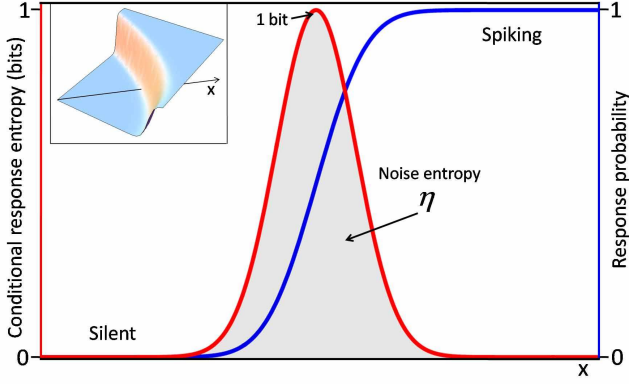 1
1 bit
1
Spiking
x
Conditional response entropy (bits)
Response probability
Noise entropy
η
Silent
0
0
x